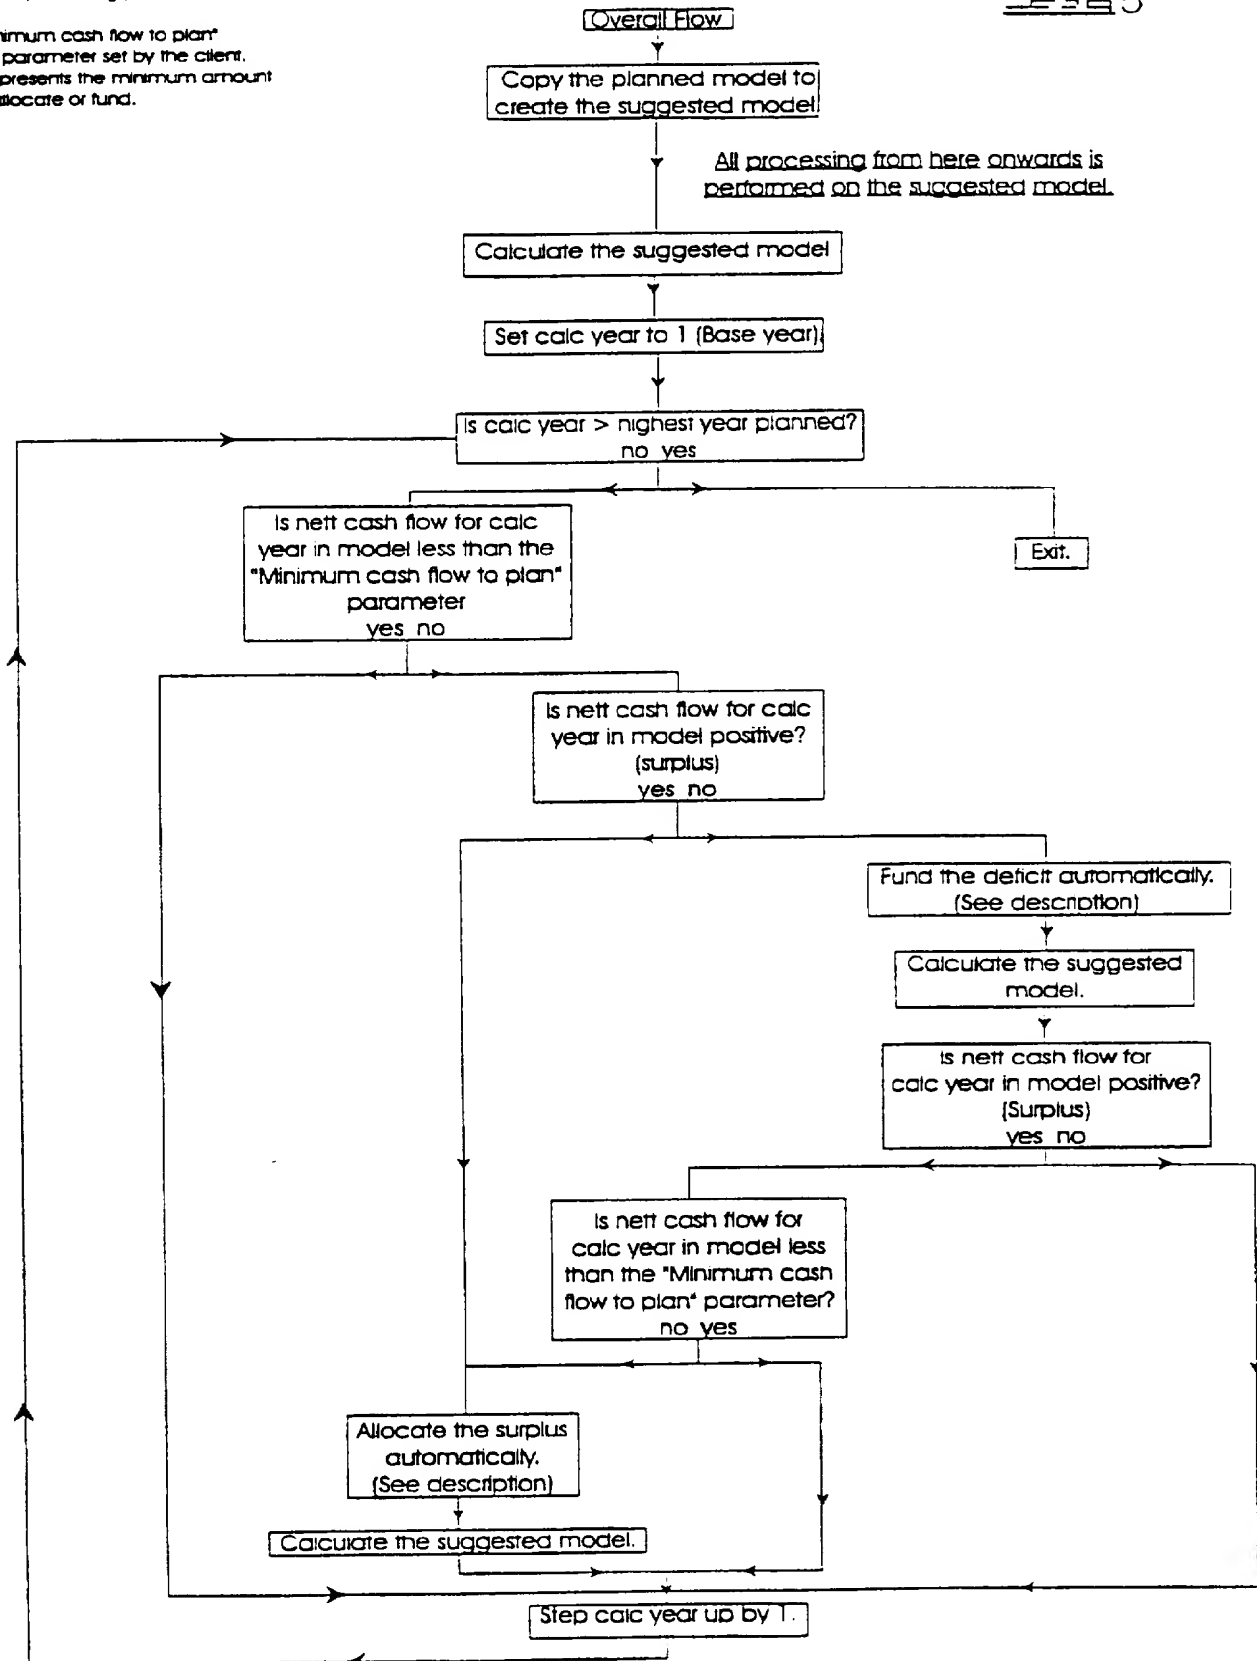 Overall Flow
nimum cash flow to plan"
parameter set by the client.
presents the minimum amount
allocate or fund.
Copy the planned model to
create the suggested model
All processing from here onwards is
performed on the suggested model.
Calculate the suggested model
Set calc year to 1 (Base year).
Is calc year > highest year planned?
no yes
Is nett cash flow for calc
year in model less than the
"Minimum cash flow to plan"
parameter
yes no
Exit.
Is nett cash flow for calc
year in model positive?
(surplus)
yes no
Fund the deficit automatically.
(See description)
Calculate the suggested
model.
Is nett cash flow for
calc year in model positive?
(Surplus)
yes no
Is nett cash flow for
calc year in model less
than the "Minimum cash
flow to plan" parameter?
no yes
Allocate the surplus
automatically.
(See description)
Calculate the suggested model.
Step calc year up by 1.